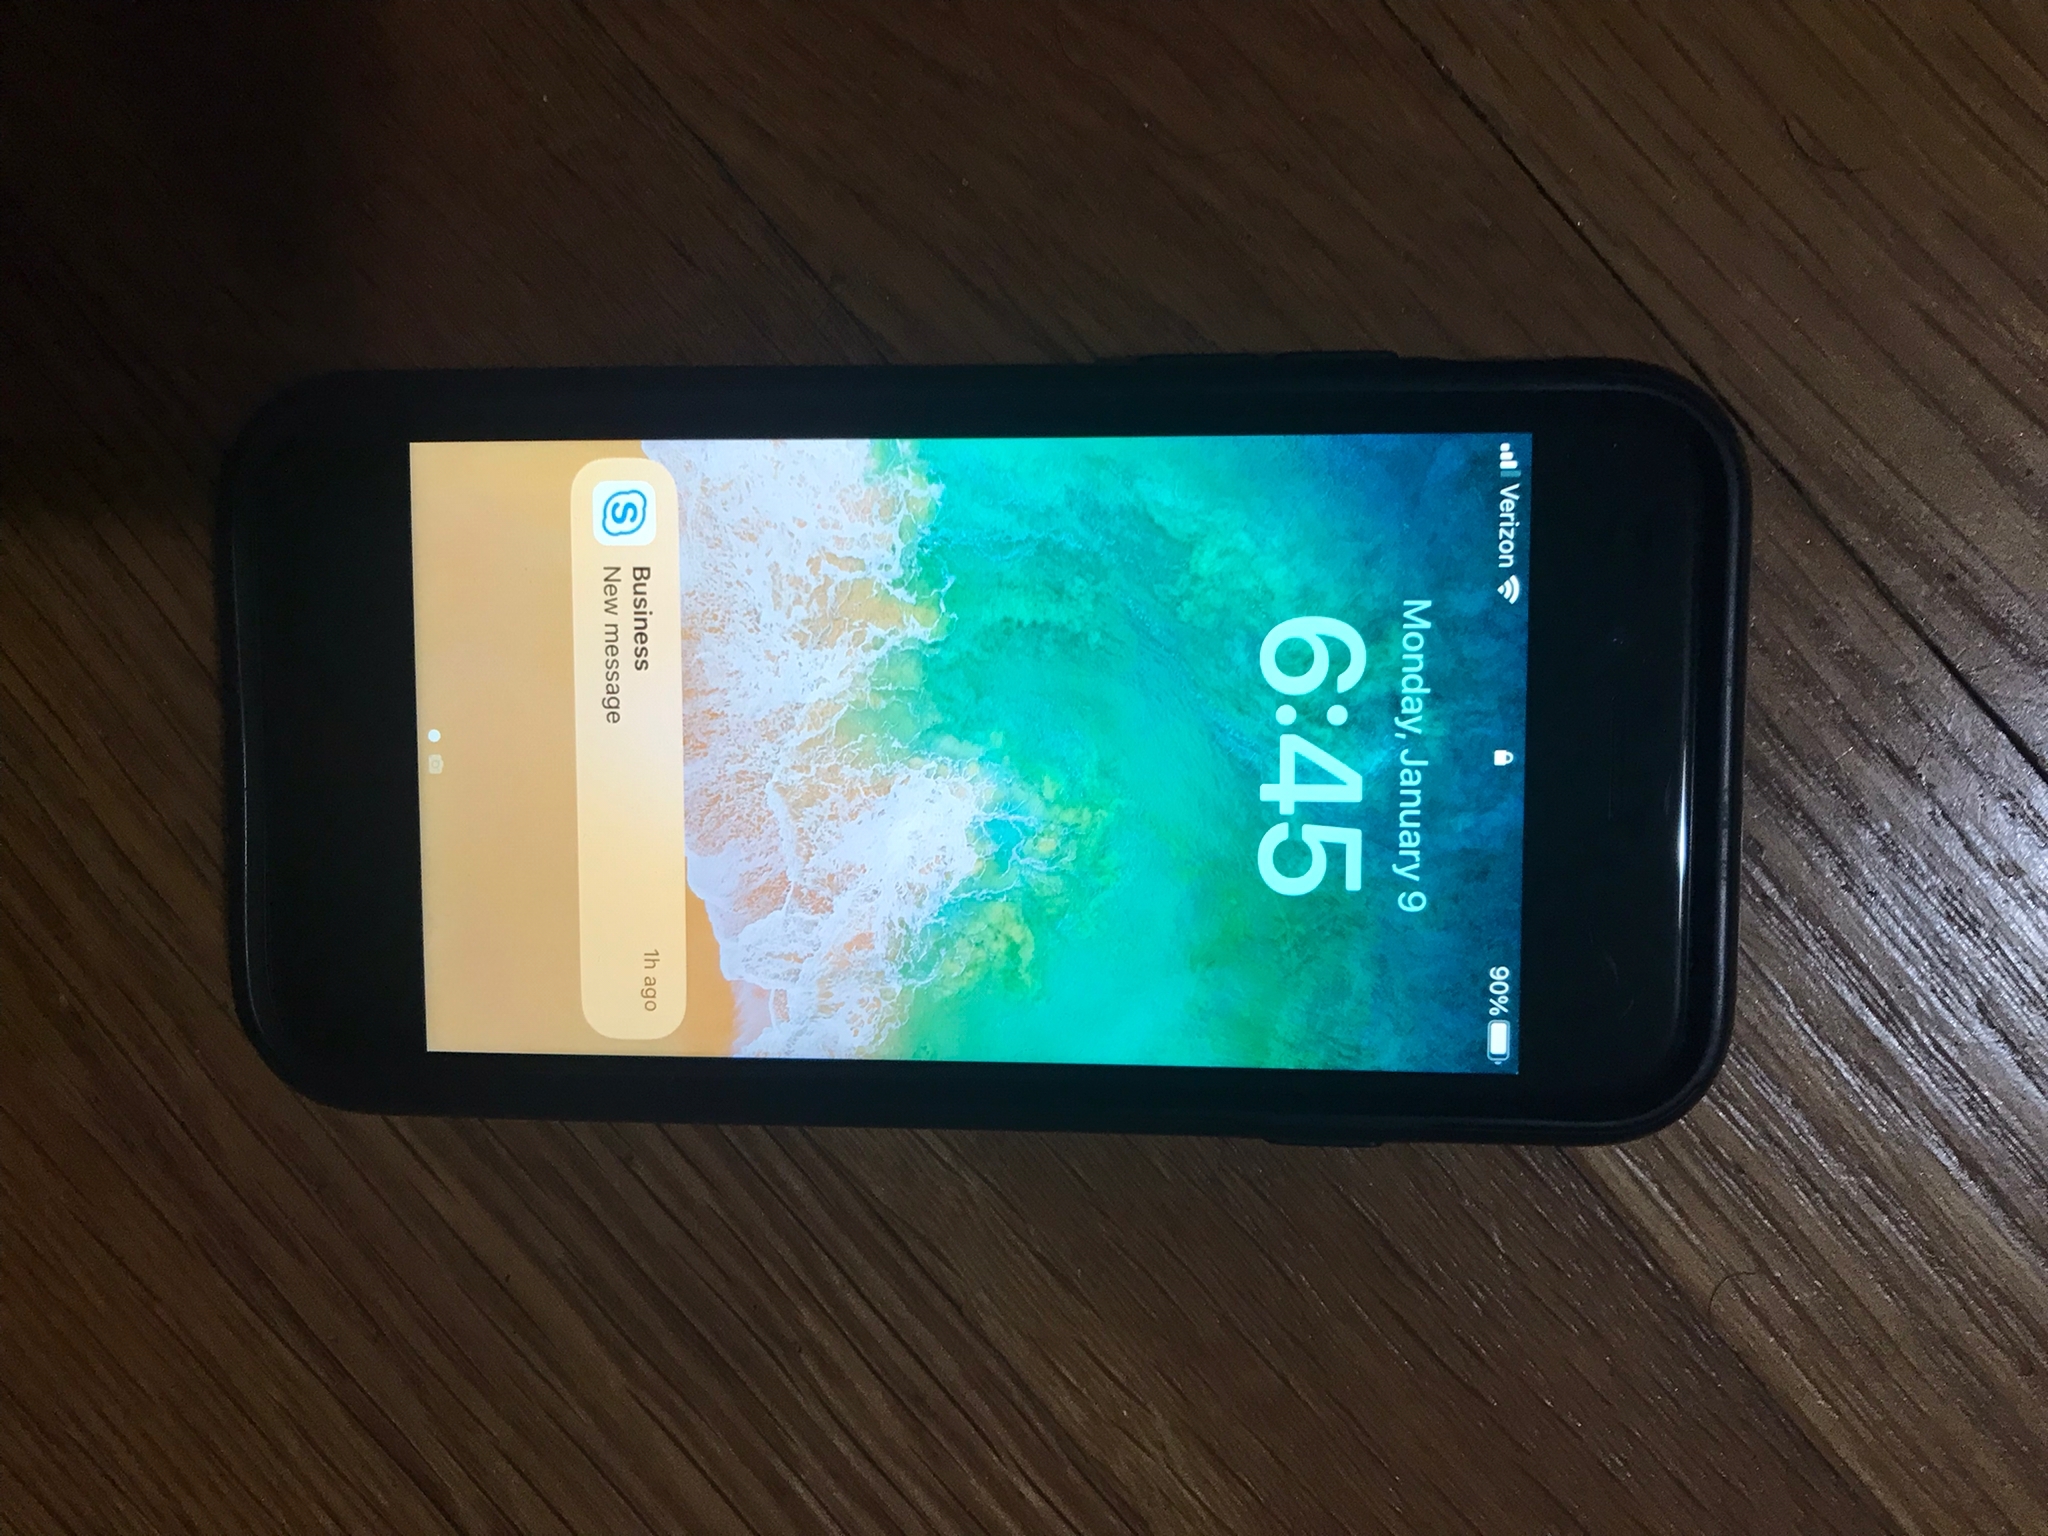 Verizon 90%
Monday, January 9
6:45
Business 1h ago
New message